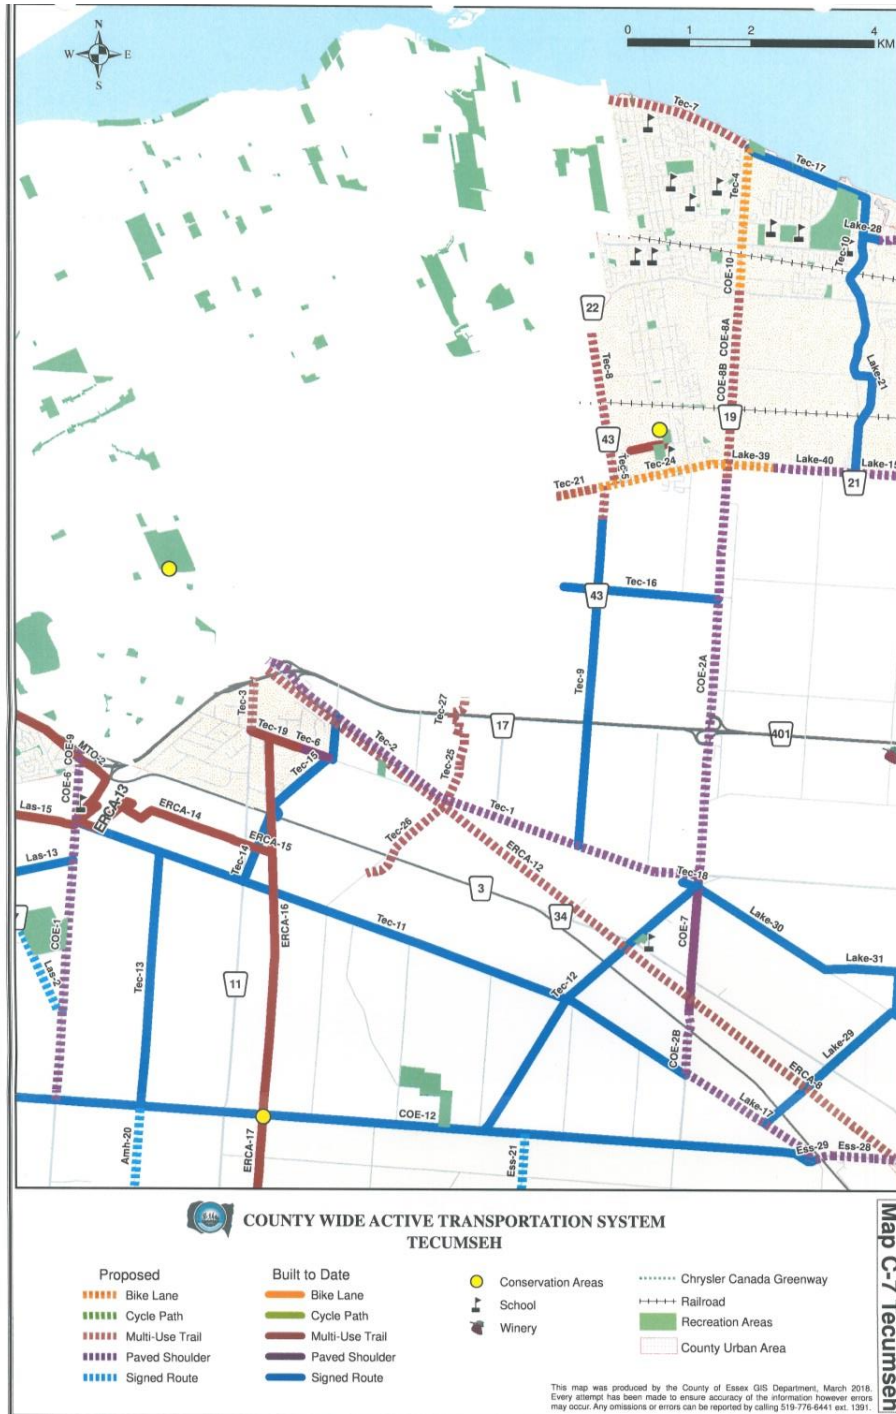 N
W E
S
0 1 2 4
KM
Tec-7
Tec-17
Tec-4
Lake-28
Tec-10
COE-10
22
COE-8A
Tec-8
COE-8B
Lake-21
19
43
Lake-39
Tec-5
Tec-24
Lake-40
Lake-15
Tec-21
21
43
Tec-16
COE-2A
Tec-9
Tec-3
Tec-27
17
401
Tec-19
Tec-6
Tec-2
COE-9
MTO-2
Tec-15
Tec-25
COE-6
Las-15
ERCA-13
ERCA-14
Tec-1
Tec-26
ERCA-15
ERCA-12
Las-13
Tec-14
Tec-18
3
34
COE-7
Lake-30
COE-1
ERCA-16
Tec-11
Las-2
Tec-13
Lake-31
11
Tec-12
COE-2B
Lake-29
ERCA-8
Lake-17
COE-12
Amh-20
ERCA-17
Ess-21
Ess-29
Ess-28
COUNTY WIDE ACTIVE TRANSPORTATION SYSTEM
TECUMSEH
Proposed
Bike Lane
Cycle Path
Multi-Use Trail
Paved Shoulder
Signed Route
Built to Date
Bike Lane
Cycle Path
Multi-Use Trail
Paved Shoulder
Signed Route
Conservation Areas
School
Winery
Chrysler Canada Greenway
Railroad
Recreation Areas
County Urban Area
Map C-7 Tecumseh
This map was produced by the County of Essex GIS Department, March 2018.
Every attempt has been made to ensure accuracy of the information however errors
may occur. Any omissions or errors can be reported by calling 519-776-6441 ext. 1391.